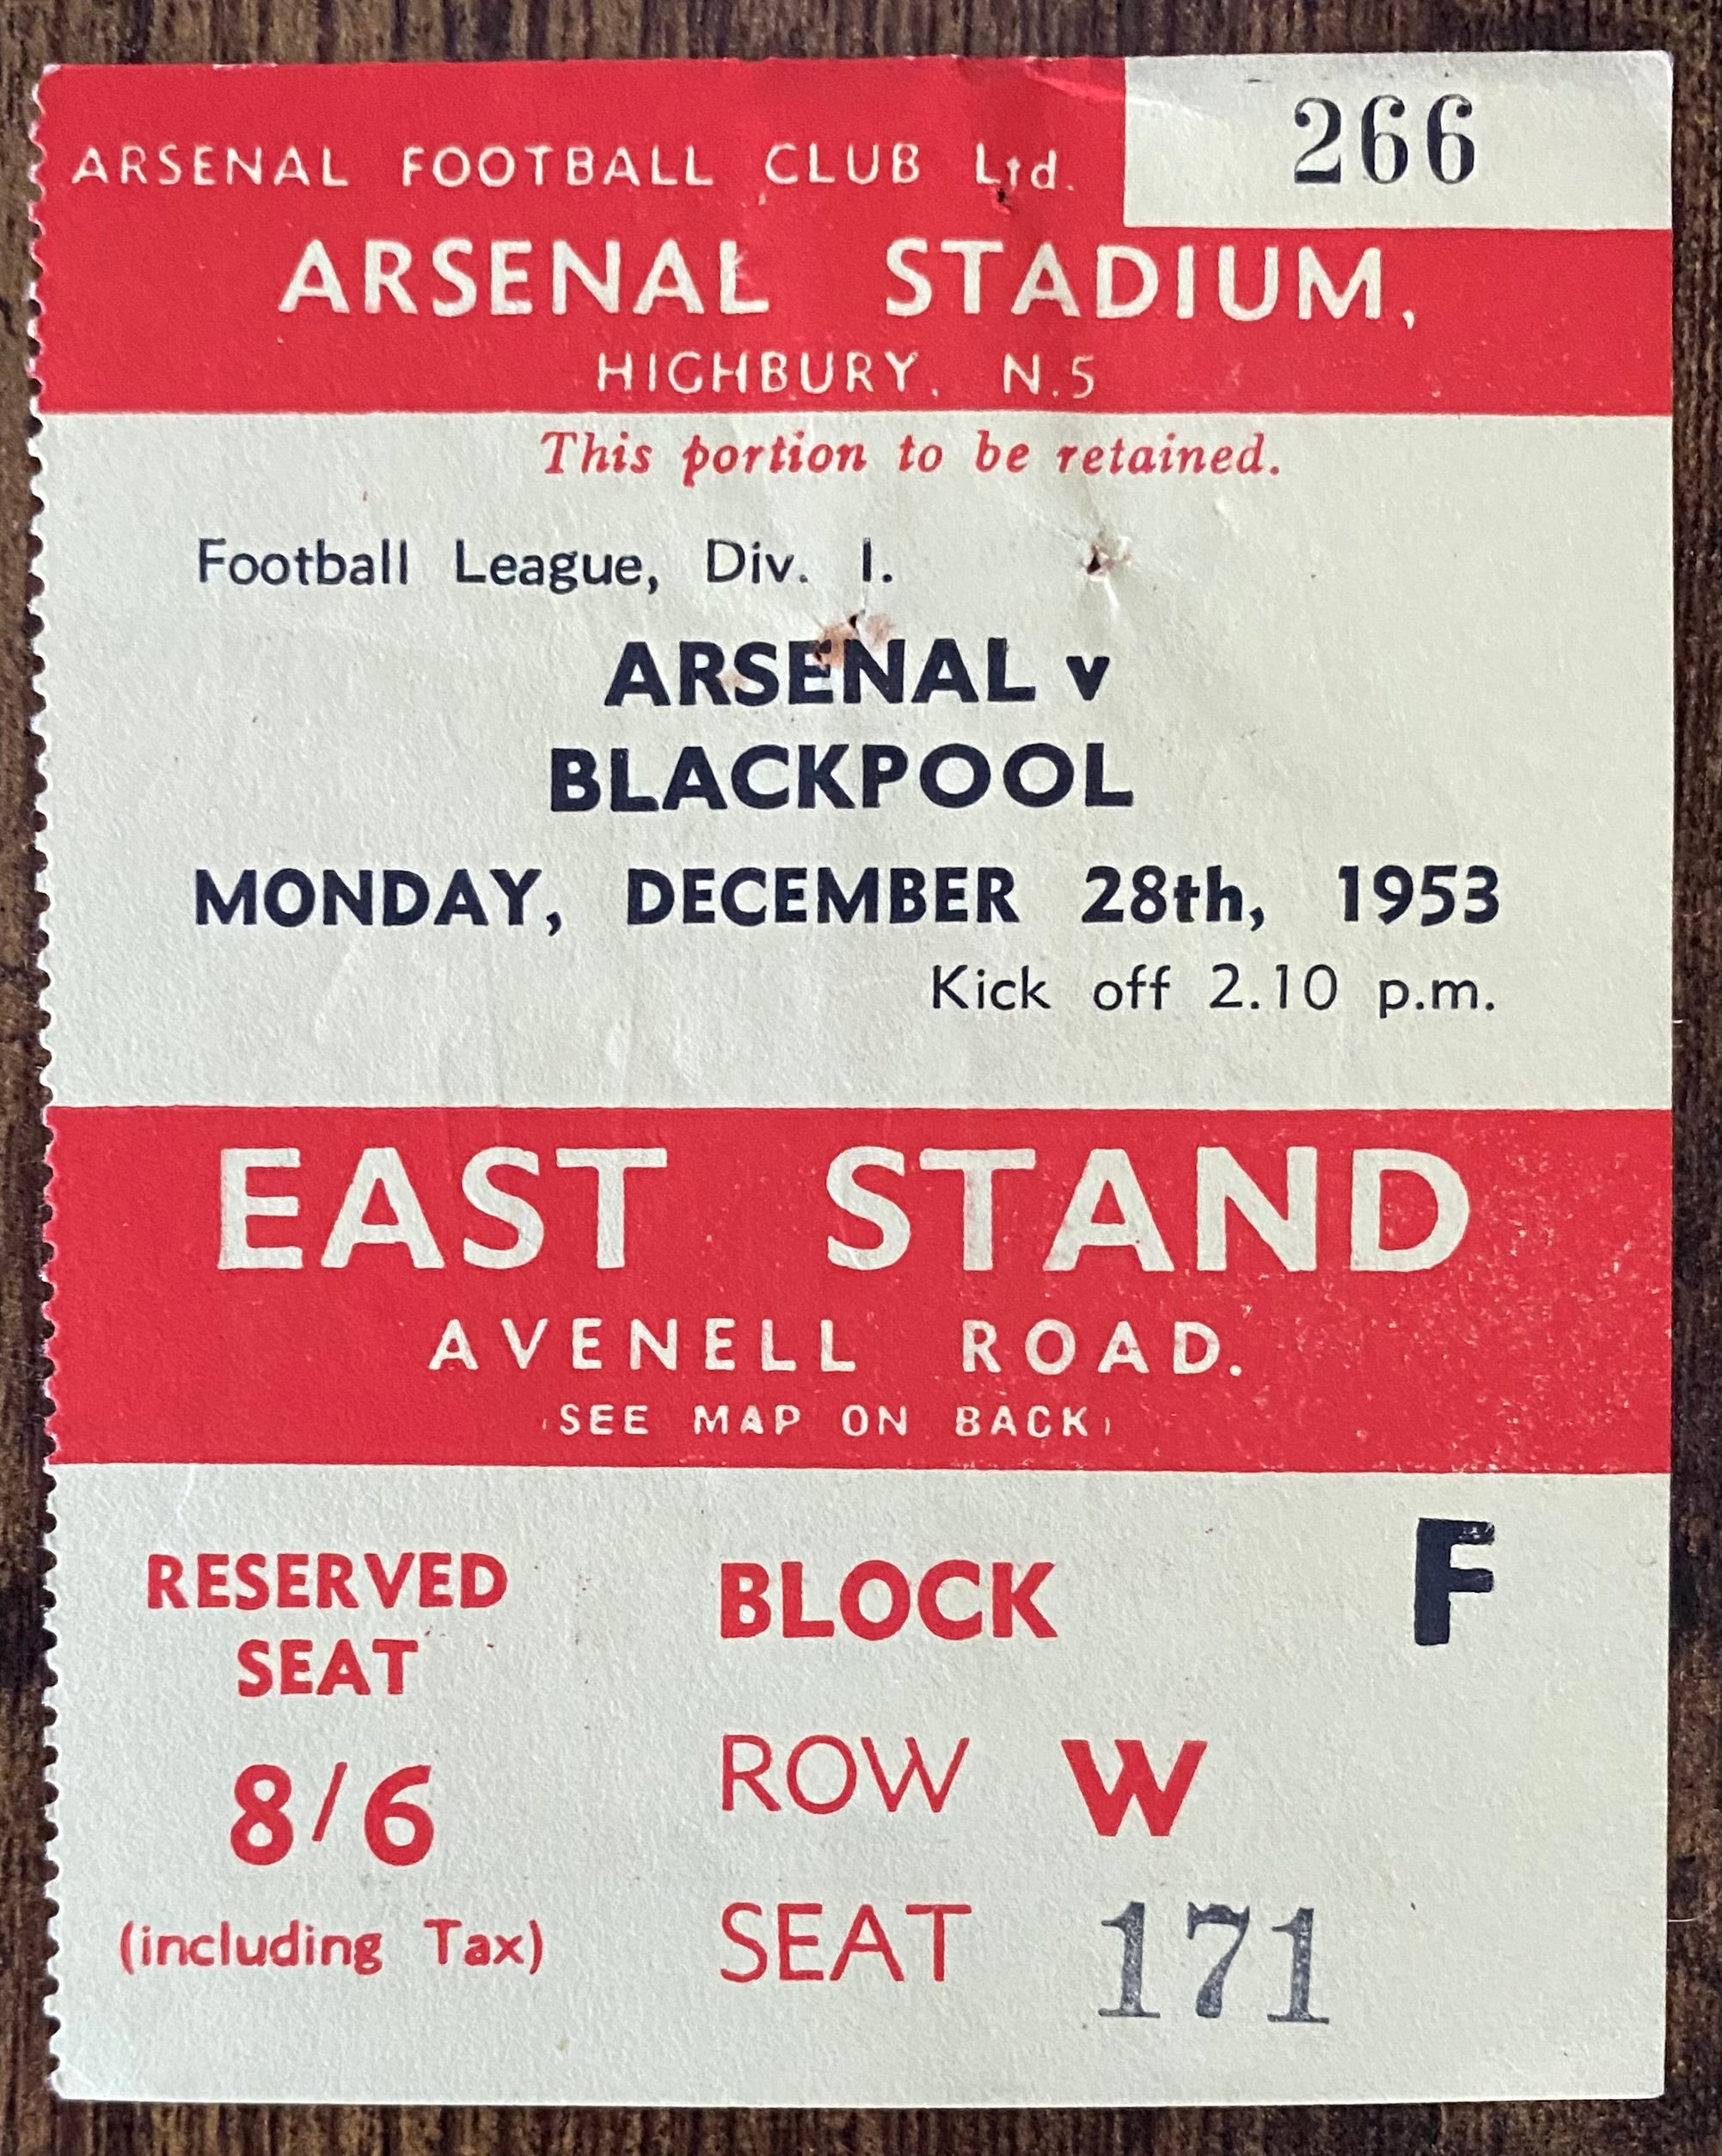 266
ARSENAL FOOTBALL CLUB Ltd.
ARSENAL STADIUM,
HIGHBURY, N.5
This portion to be retained.
Football League, Div. I.
ARSENAL v
BLACKPOOL
MONDAY, DECEMBER 28th, 1953
Kick off 2.10 p.m.
EAST STAND
AVENELL ROAD.
(SEE MAP ON BACK)
RESERVED
SEAT
8/6
(including Tax)
BLOCK F
ROW W
SEAT 171